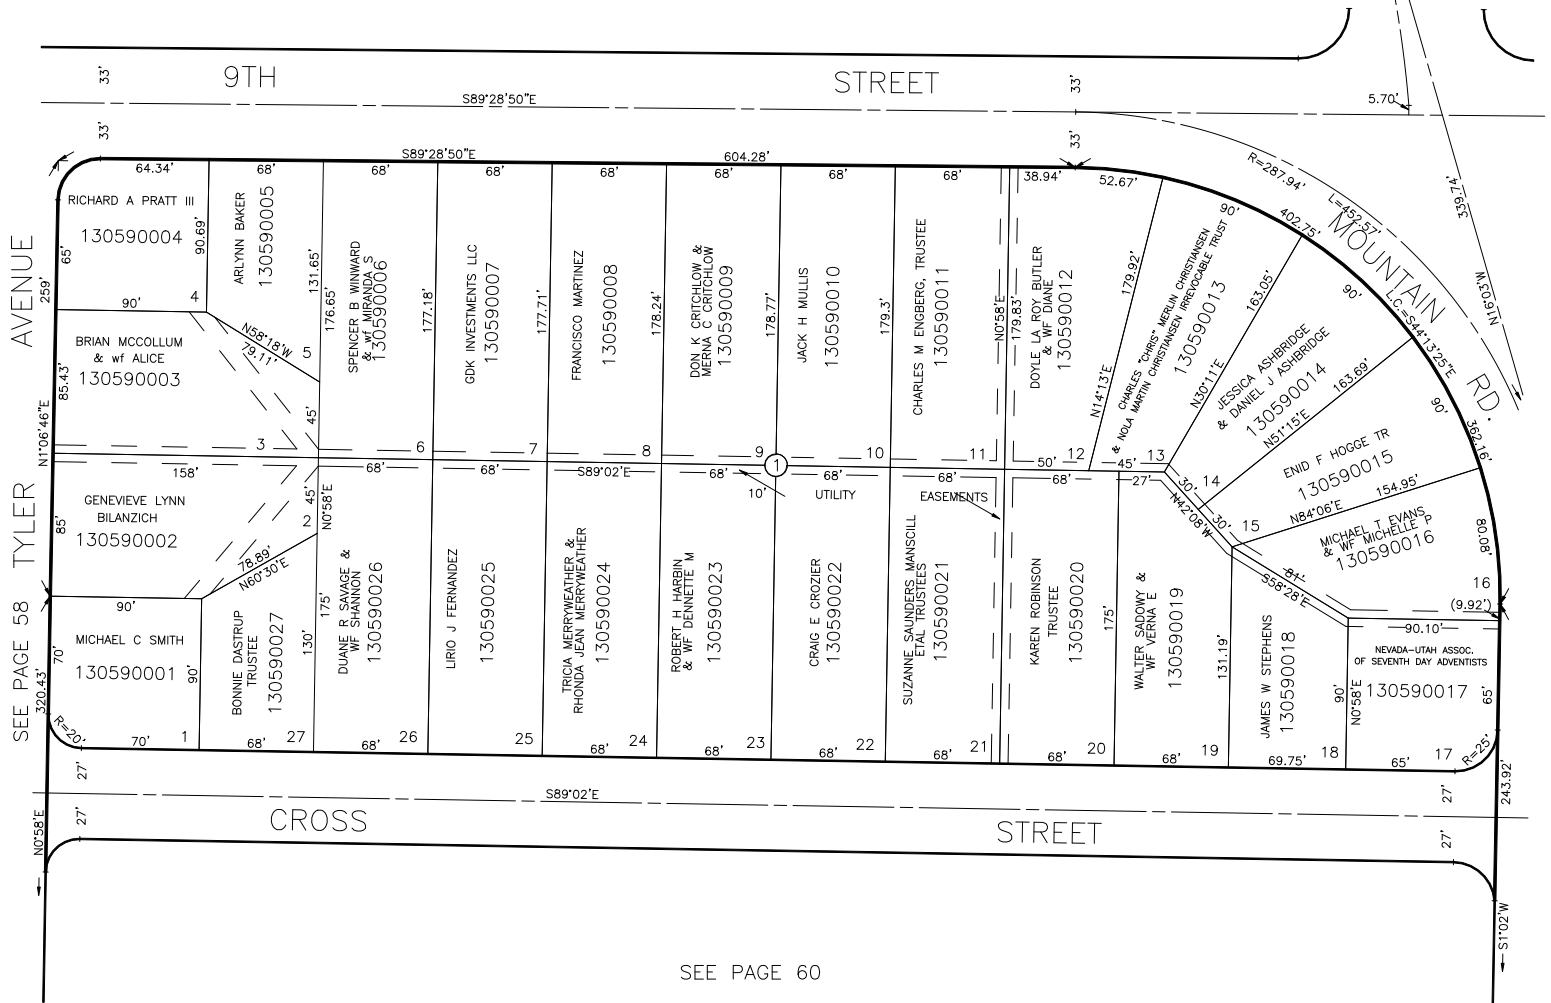 9TH STREET
33'
33'
33'
33'
S89°28'50"E
5.70'
339.74'
N16°03'W
S89°28'50"E
604.28'
64.34'
68'
68'
68'
68'
68'
68'
68'
38.94'
52.67'
R=287.94'
L=452.57'
L.C.=S44°13'25"E
402.75'
362.16'
MOUNTAIN RD.
AVENUE
TYLER
SEE PAGE 58
259'
N1°06'46"E
320.43'
N0°58'E
RICHARD A PRATT III
130590004
65'
90.69'
90'
4
ARLYNN BAKER
130590005
131.65'
N58°18'W
79.11'
5
BRIAN MCCOLLUM
& wf ALICE
130590003
85.43'
3
158'
45'
SPENCER B WINWARD
& wf MIRANDA S
130590006
176.65'
6
GDK INVESTMENTS LLC
130590007
177.18'
7
FRANCISCO MARTINEZ
130590008
177.71'
8
DON K CRITCHLOW &
MERNA C CRITCHLOW
130590009
178.24'
9
JACK H MULLIS
130590010
178.77'
10
CHARLES M ENGBERG, TRUSTEE
130590011
179.3'
11
N0°58'E
179.83'
DOYLE LA ROY BUTLER
& WF DIANE
130590012
12
50'
N14°13'E
179.92'
CHARLES "CHRIS" MERLIN CHRISTIANSEN
& NOLA MARTIN CHRISTIANSEN IRREVOCABLE TRUST
130590013
90'
13
45'
N30°11'E
163.05'
JESSICA ASHBRIDGE
& DANIEL J ASHBRIDGE
130590014
90'
14
30'
N51°15'E
163.69'
ENID F HOGGE TR
130590015
90'
15
30'
N42°08'W
N84°06'E
154.95'
MICHAEL T EVANS
& WF MICHELLE P
130590016
80.08'
16
81'
S58°28'E
(9.92')
1
S89°02'E
10'
UTILITY EASEMENTS
68'
68'
68'
68'
68'
68'
27'
GENEVIEVE LYNN
BILANZICH
130590002
85'
2
45'
N0°58'E
78.89'
N60°30'E
90'
MICHAEL C SMITH
130590001
70'
90'
R=20'
70'
1
BONNIE DASTRUP
TRUSTEE
130590027
130'
68'
27
DUANE R SAVAGE &
WF SHANNON
130590026
175'
68'
26
LIRIO J FERNANDEZ
130590025
25
TRICIA MERRYWEATHER &
RHONDA JEAN MERRYWEATHER
130590024
68'
24
ROBERT H HARBIN
& WF DENNETTE M
130590023
68'
23
CRAIG E CROZIER
130590022
68'
22
SUZANNE SAUNDERS MANSCILL
ETAL TRUSTEES
130590021
68'
21
KAREN ROBINSON
TRUSTEE
130590020
175'
68'
20
WALTER SADOWY &
WF VERNA E
130590019
131.19'
68'
19
JAMES W STEPHENS
130590018
90'
69.75'
18
90.10'
NEVADA-UTAH ASSOC.
OF SEVENTH DAY ADVENTISTS
130590017
N0°58'E
65'
65'
17
R=25'
243.92'
27'
27'
S89°02'E
27'
27'
CROSS STREET
S1°02'W
SEE PAGE 60